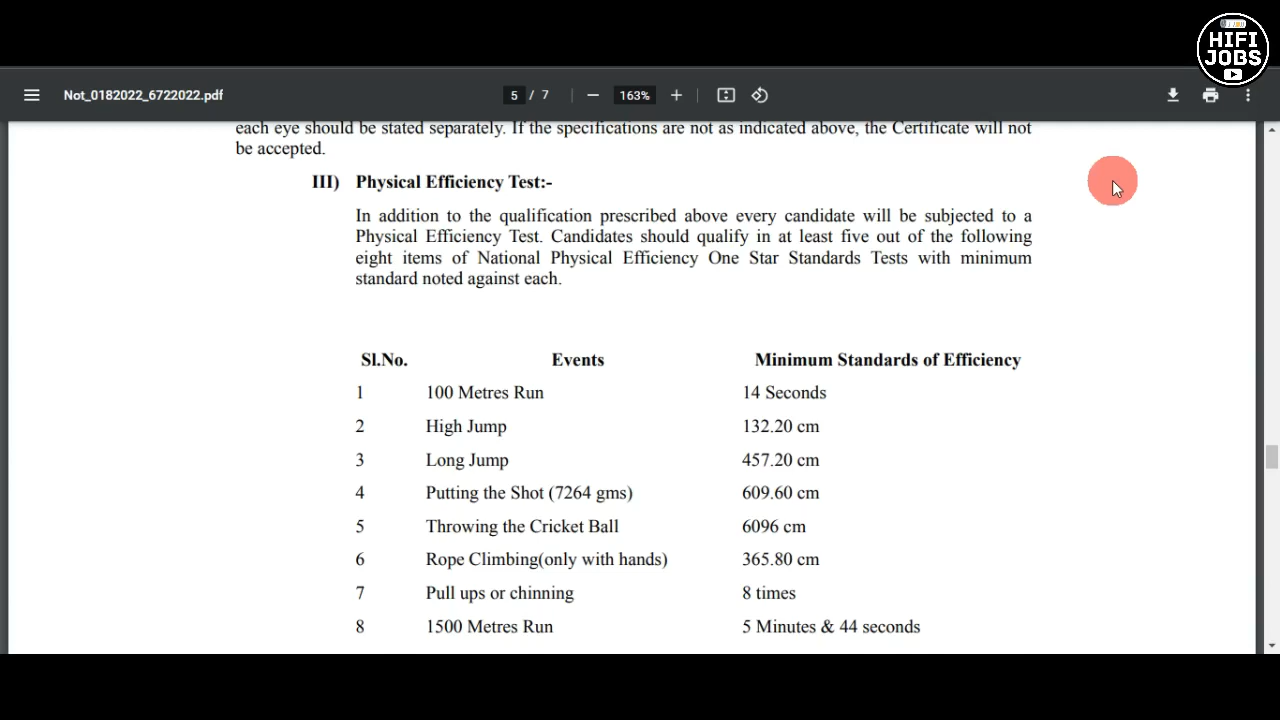 HIFI
JOBS
Not_0182022_6722022.pdf 5 / 7 163%
each eye should be stated separately. If the specifications are not as indicated above, the Certificate will not
be accepted.
III) Physical Efficiency Test:-
In addition to the qualification prescribed above every candidate will be subjected to a
Physical Efficiency Test. Candidates should qualify in at least five out of the following
eight items of National Physical Efficiency One Star Standards Tests with minimum
standard noted against each.
Sl.No. Events Minimum Standards of Efficiency
1 100 Metres Run 14 Seconds
2 High Jump 132.20 cm
3 Long Jump 457.20 cm
4 Putting the Shot (7264 gms) 609.60 cm
5 Throwing the Cricket Ball 6096 cm
6 Rope Climbing(only with hands) 365.80 cm
7 Pull ups or chinning 8 times
8 1500 Metres Run 5 Minutes & 44 seconds